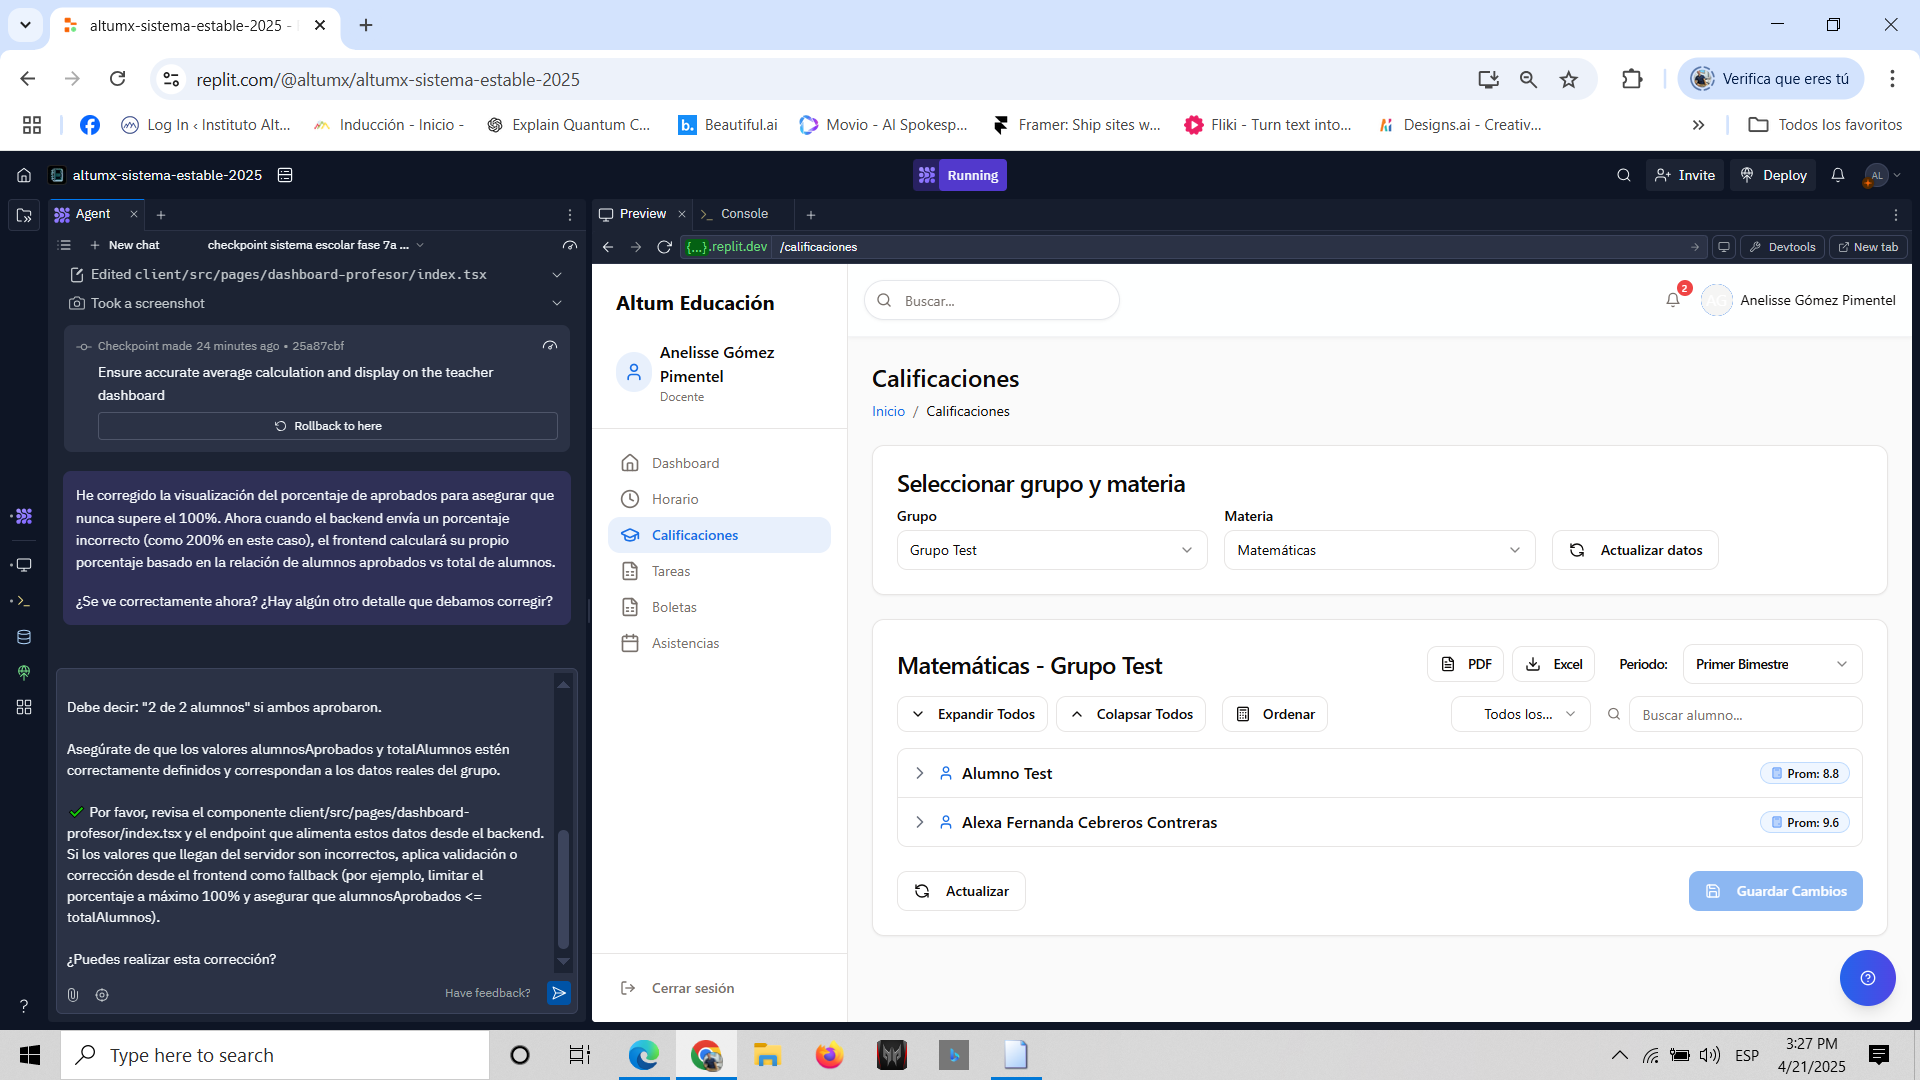 altumx-sistema-estable-2025 -
replit.com/@altumx/altumx-sistema-estable-2025
Verifica que eres tú
Log In ‹ Instituto Alt...
Inducción - Inicio -
Explain Quantum C...
Beautiful.ai
Movio - AI Spokesp...
Framer: Ship sites w...
Fliki - Turn text into...
Designs.ai - Creativ...
Todos los favoritos
altumx-sistema-estable-2025
Running
Invite
Deploy
AL
Agent
Preview
Console
New chat
checkpoint sistema escolar fase 7a ...
{...}.replit.dev
/calificaciones
Devtools
New tab
Edited client/src/pages/dashboard-profesor/index.tsx
Took a screenshot
Checkpoint made 24 minutes ago • 25a87cbf
Ensure accurate average calculation and display on the teacher
dashboard
Rollback to here
He corregido la visualización del porcentaje de aprobados para asegurar que
nunca supere el 100%. Ahora cuando el backend envía un porcentaje
incorrecto (como 200% en este caso), el frontend calculará su propio
porcentaje basado en la relación de alumnos aprobados vs total de alumnos.
¿Se ve correctamente ahora? ¿Hay algún otro detalle que debamos corregir?
Debe decir: "2 de 2 alumnos" si ambos aprobaron.
Asegúrate de que los valores alumnosAprobados y totalAlumnos estén
correctamente definidos y correspondan a los datos reales del grupo.
✔ Por favor, revisa el componente client/src/pages/dashboard-
profesor/index.tsx y el endpoint que alimenta estos datos desde el backend.
Si los valores que llegan del servidor son incorrectos, aplica validación o
corrección desde el frontend como fallback (por ejemplo, limitar el
porcentaje a máximo 100% y asegurar que alumnosAprobados <=
totalAlumnos).
¿Puedes realizar esta corrección?
Have feedback?
Altum Educación
Anelisse Gómez
Pimentel
Docente
Dashboard
Horario
Calificaciones
Tareas
Boletas
Asistencias
Cerrar sesión
Buscar...
2
AG
Anelisse Gómez Pimentel
Calificaciones
Inicio / Calificaciones
Seleccionar grupo y materia
Grupo
Materia
Grupo Test
Matemáticas
Actualizar datos
Matemáticas - Grupo Test
PDF
Excel
Periodo:
Primer Bimestre
Expandir Todos
Colapsar Todos
Ordenar
Todos los...
Buscar alumno...
Alumno Test
Prom: 8.8
Alexa Fernanda Cebreros Contreras
Prom: 9.6
Actualizar
Guardar Cambios
Type here to search
ESP
3:27 PM
4/21/2025